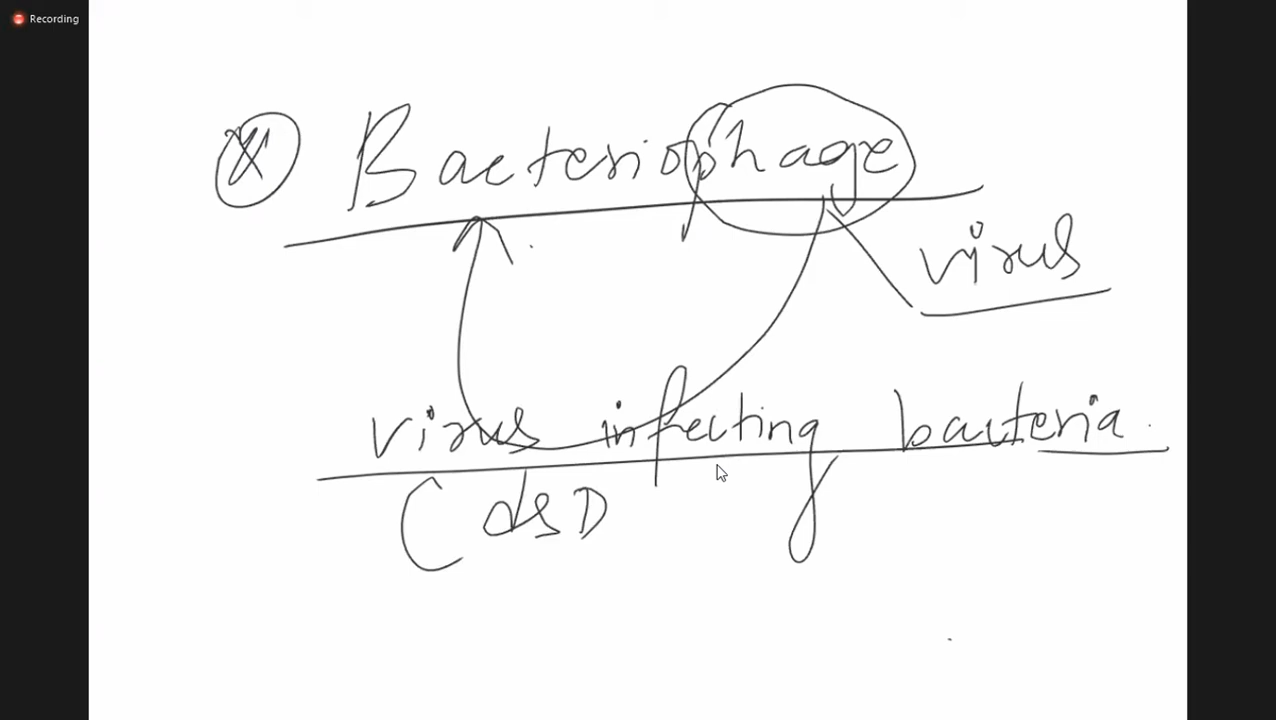 Recording
Bacteriophage
virus
virus infecting bacteria.
(dsD